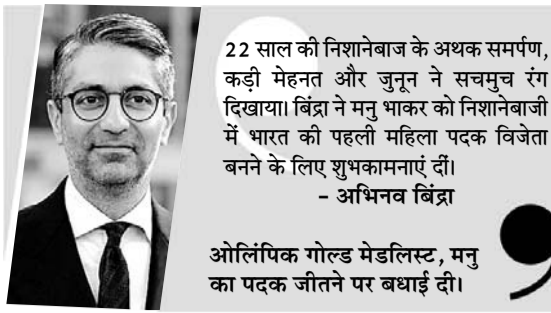 22 साल की निशानेबाज के अथक समर्पण,
कड़ी मेहनत और जुनून ने सचमुच रंग
दिखाया। बिंद्रा ने मनु भाकर को निशानेबाजी
में भारत की पहली महिला पदक विजेता
बनने के लिए शुभकामनाएं दीं।
– अभिनव बिंद्रा
ओलिंपिक गोल्ड मेडलिस्ट, मनु
का पदक जीतने पर बधाई दी।